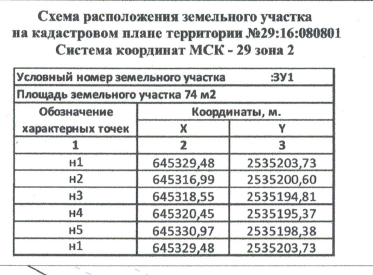 Схема расположения земельного участка
на кадастровом плане территории №29:16:080801
Система координат МСК - 29 зона 2
Условный номер земельного участка :ЗУ1
Площадь земельного участка 74 м2
Обозначение характерных точек Координаты, м.
X Y
1 2 3
н1 645329,48 2535203,73
н2 645316,99 2535200,60
н3 645318,55 2535194,81
н4 645320,45 2535195,37
н5 645330,97 2535198,38
н1 645329,48 2535203,73